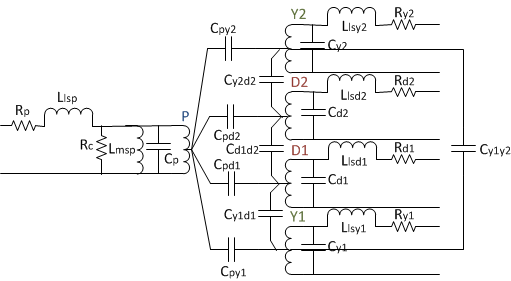 Y2
Ry2
Cpy2
Llsy2
Cy2
Cy2d2
D2
Rd2
Llsd2
Llsp
Cd2
Rp
P
Cpd2
Rc
Lmsp
Cp
Cd1d2
D1
Rd1
Cy1y2
Cpd1
Llsd1
Cd1
Cy1d1
Y1
Ry1
Llsy1
Cy1
Cpy1